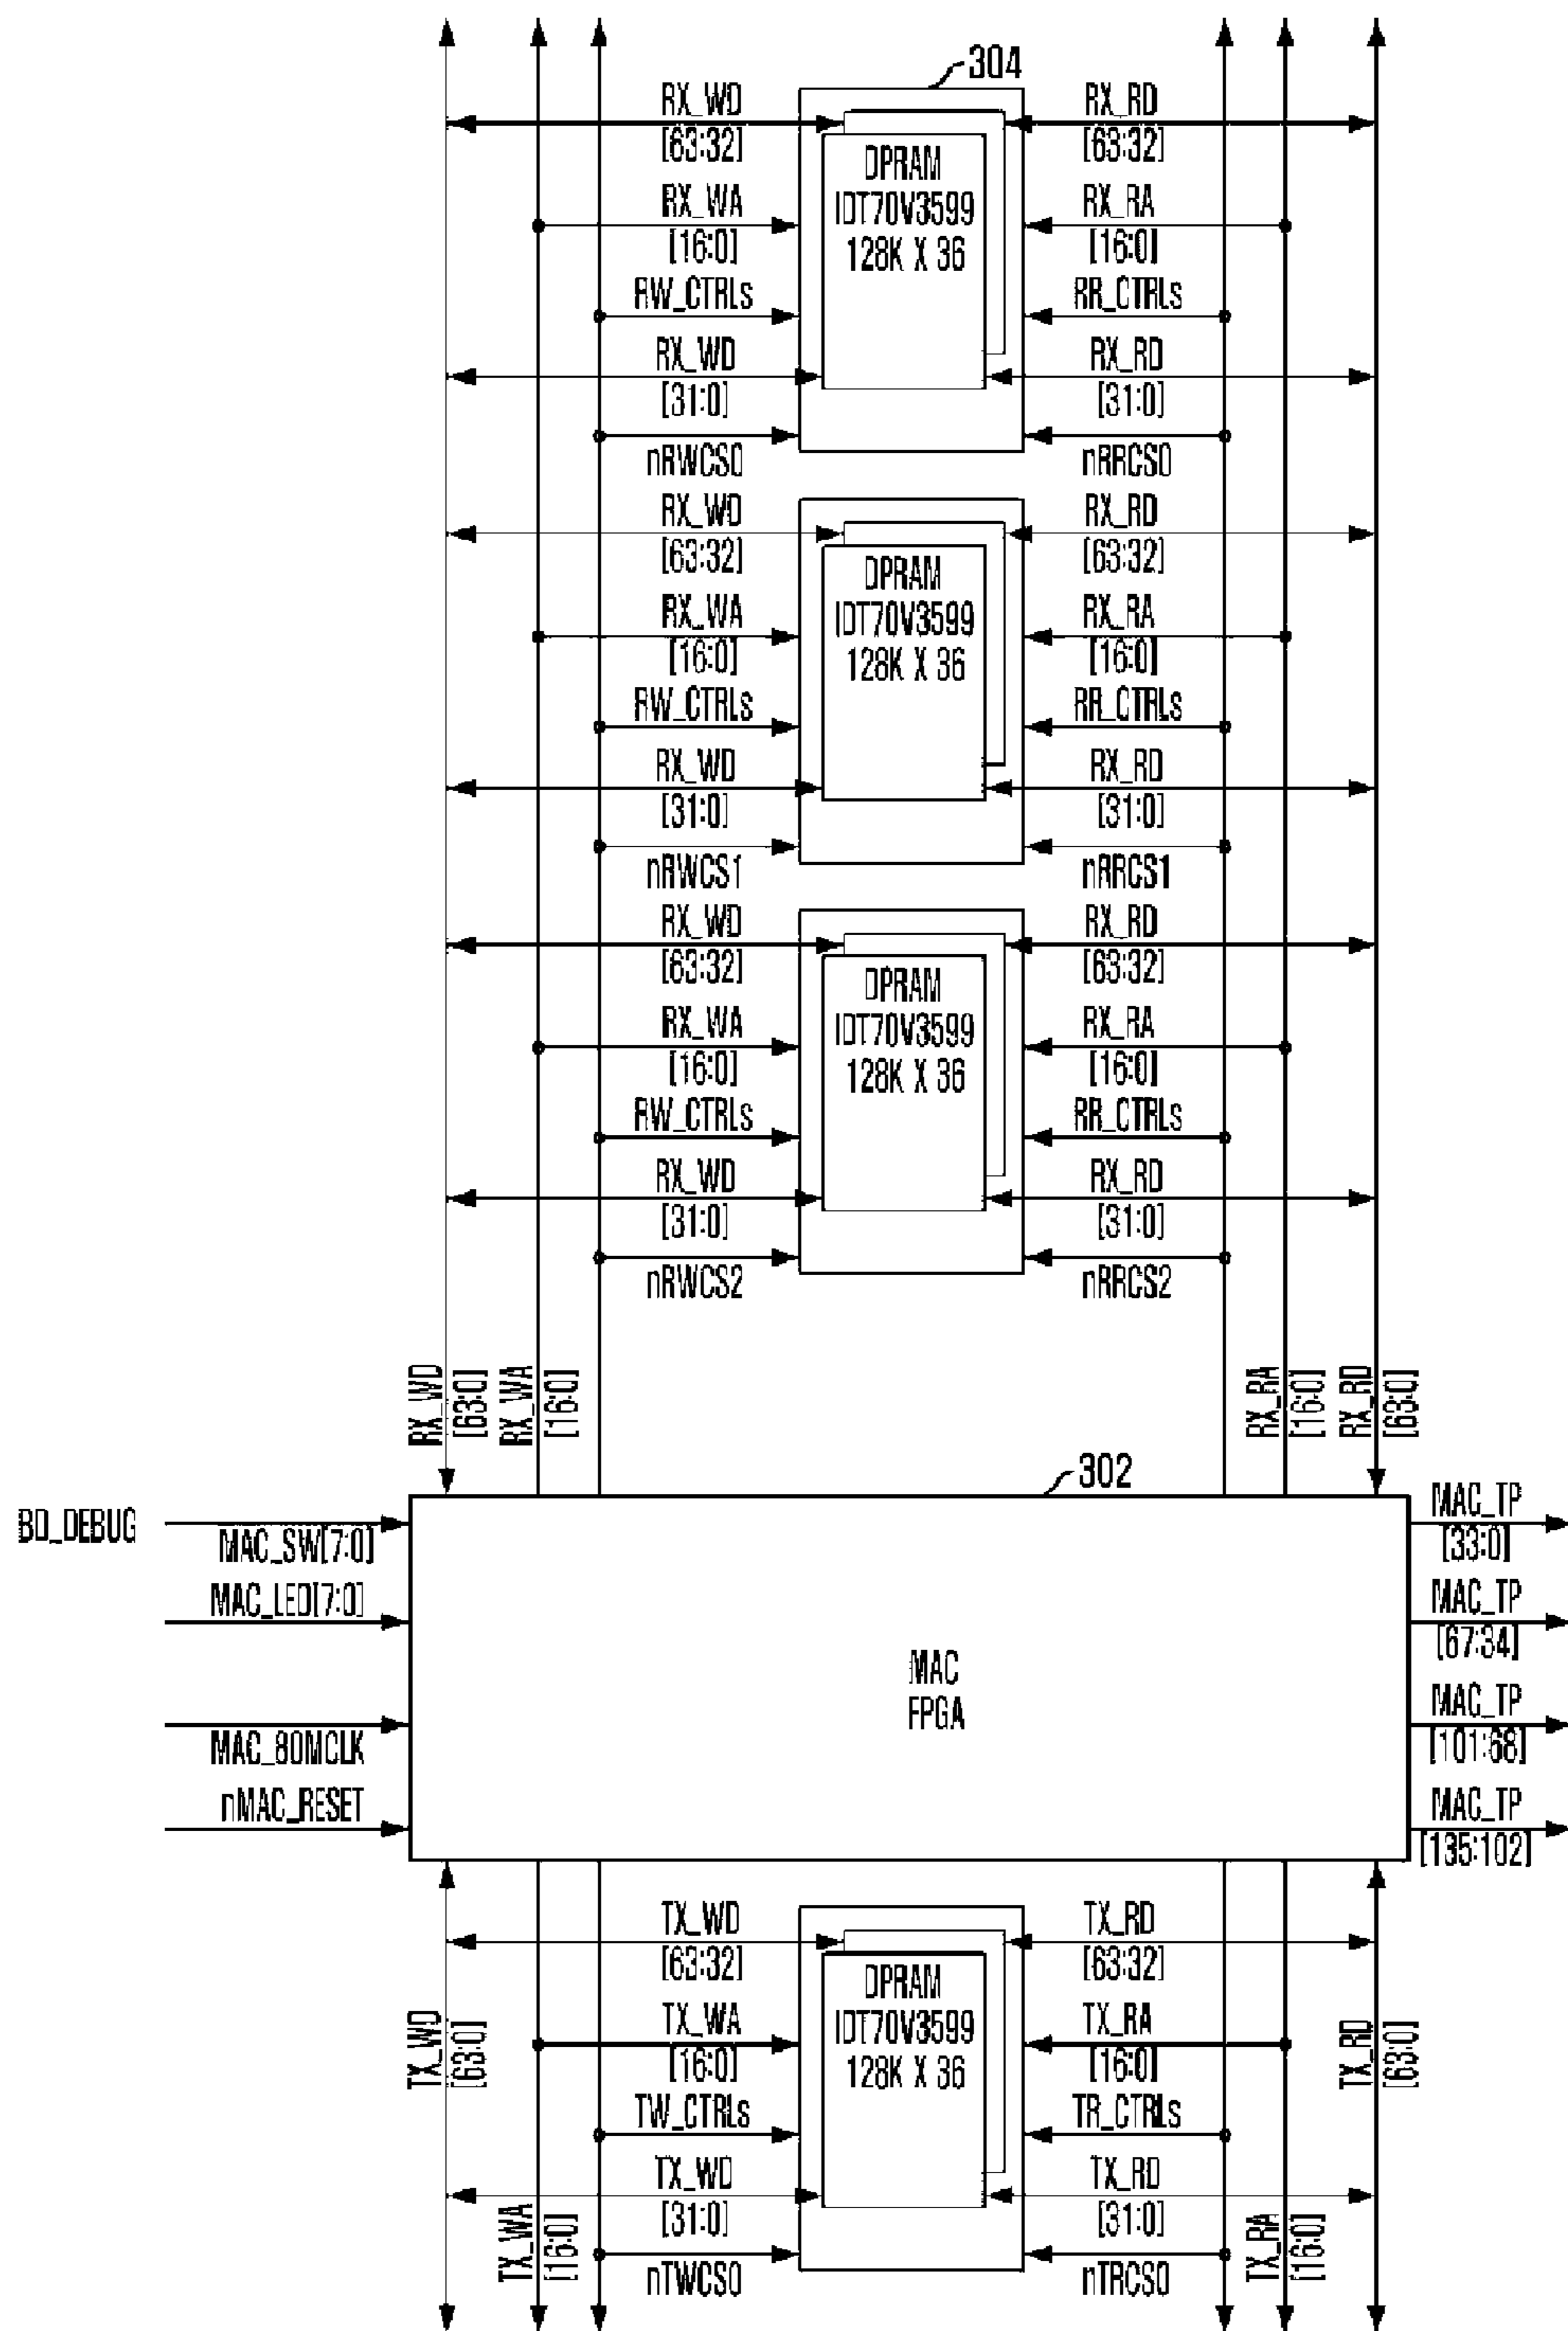 304
RX_WD
[63:32]
DPRAM
IDT70V3599
128K X 36
RX_RD
[63:32]
RX_WA
[16:0]
RX_RA
[16:0]
RW_CTRLs
RR_CTRLs
RX_WD
[31:0]
RX_RD
[31:0]
nRWCS0
nRRCS0
RX_WD
[63:32]
DPRAM
IDT70V3599
128K X 36
RX_RD
[63:32]
RX_WA
[16:0]
RX_RA
[16:0]
RW_CTRLs
RR_CTRLs
RX_WD
[31:0]
RX_RD
[31:0]
nRWCS1
nRRCS1
RX_WD
[63:32]
DPRAM
IDT70V3599
128K X 36
RX_RD
[63:32]
RX_WA
[16:0]
RX_RA
[16:0]
RW_CTRLs
RR_CTRLs
RX_WD
[31:0]
RX_RD
[31:0]
nRWCS2
nRRCS2
RX_WD
[63:0]
RX_WA
[16:0]
RX_RA
[16:0]
RX_RD
[63:0]
302
BD_DEBUG
MAC_SW[7:0]
MAC_LED[7:0]
MAC_80MCLK
nMAC_RESET
MAC
FPGA
MAC_TP
[33:0]
MAC_TP
[67:34]
MAC_TP
[101:68]
MAC_TP
[135:102]
TX_WD
[63:32]
DPRAM
IDT70V3599
128K X 36
TX_RD
[63:32]
TX_WD
[63:0]
TX_WA
[16:0]
TX_RA
[16:0]
TX_RD
[63:0]
TW_CTRLs
TR_CTRLs
TX_WD
[31:0]
TX_RD
[31:0]
TX_WA
[16:0]
TX_RA
[16:0]
nTWCS0
nTRCS0